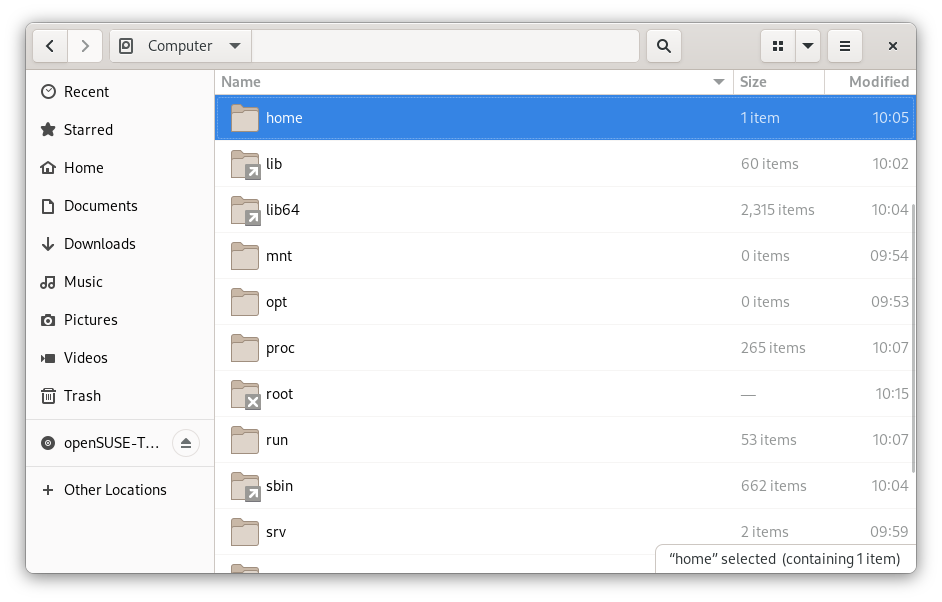 Computer
Name Size Modified
Recent
Starred
Home
Documents
Downloads
Music
Pictures
Videos
Trash
openSUSE-T…
Other Locations
home 1 item 10:05
lib 60 items 10:02
lib64 2,315 items 10:04
mnt 0 items 09:54
opt 0 items 09:53
proc 265 items 10:07
root — 10:15
run 53 items 10:07
sbin 662 items 10:04
srv 2 items 09:59
“home” selected (containing 1 item)